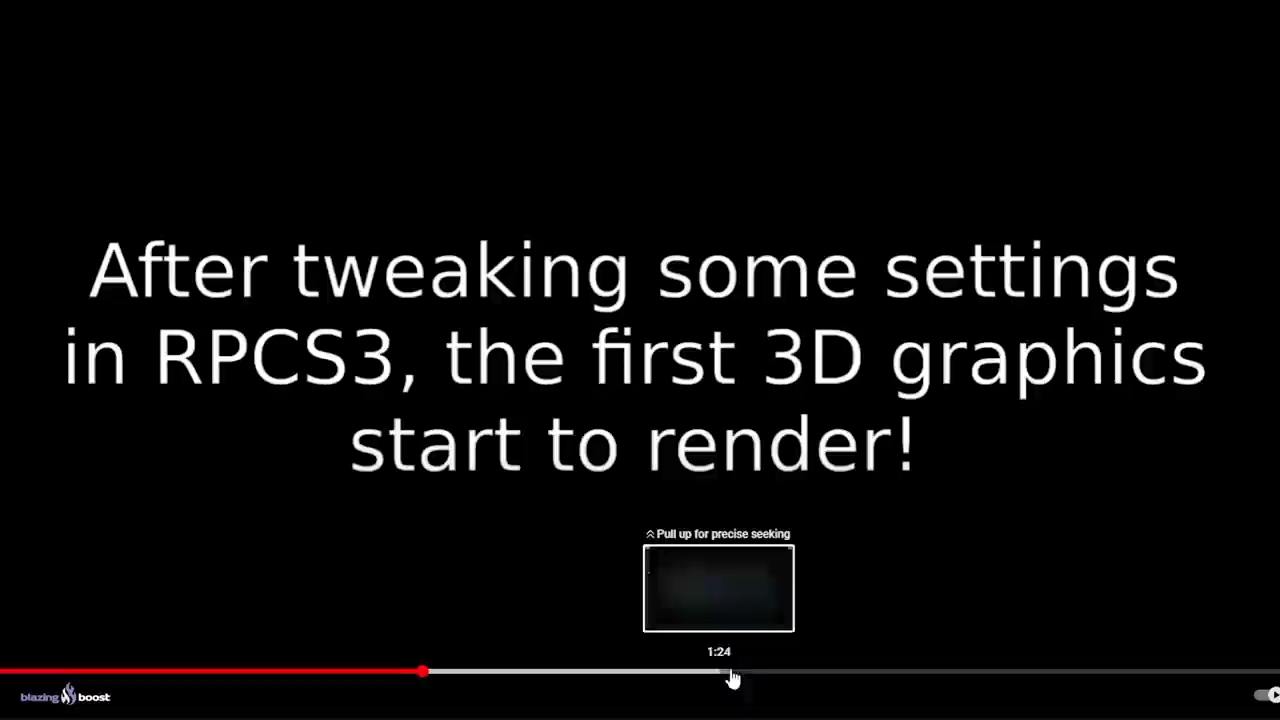 After tweaking some settings
in RPCS3, the first 3D graphics
start to render!
Pull up for precise seeking
1:24
blazing boost